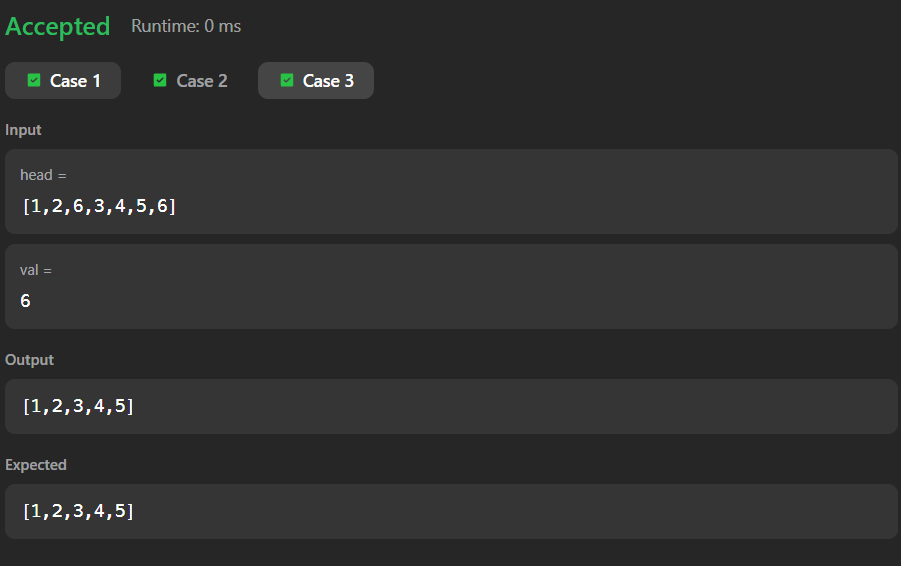 Accepted Runtime: 0 ms
Case 1 Case 2 Case 3
Input
head =
[1,2,6,3,4,5,6]
val =
6
Output
[1,2,3,4,5]
Expected
[1,2,3,4,5]